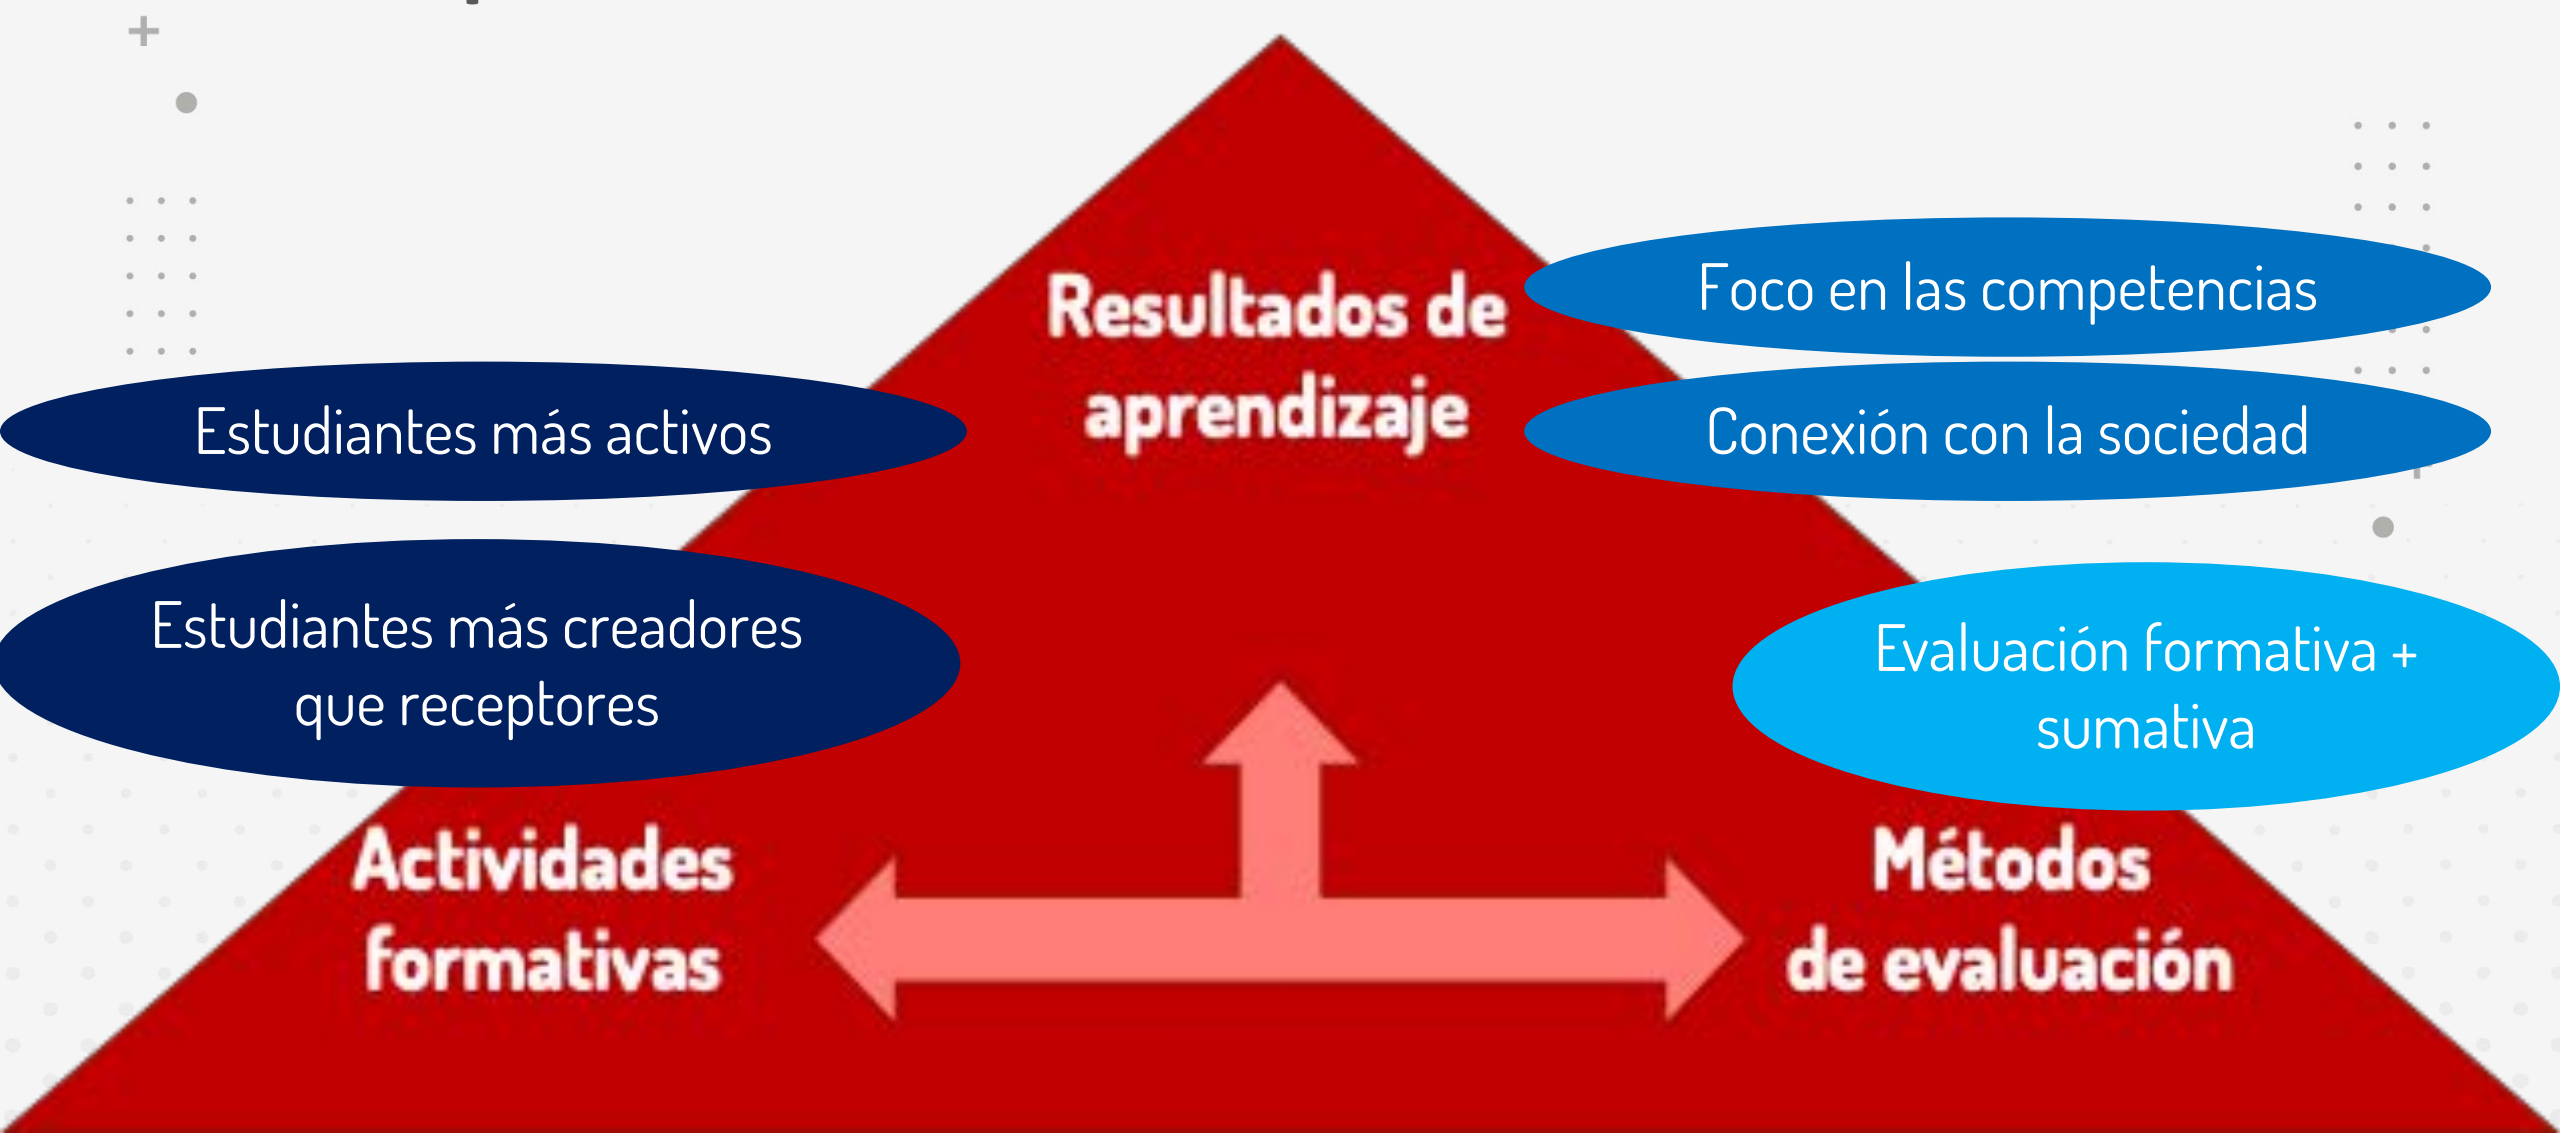 Resultados de
aprendizaje
Foco en las competencias
Conexión con la sociedad
Estudiantes más activos
Estudiantes más creadores
que receptores
Evaluación formativa +
sumativa
Actividades
formativas
Métodos
de evaluación